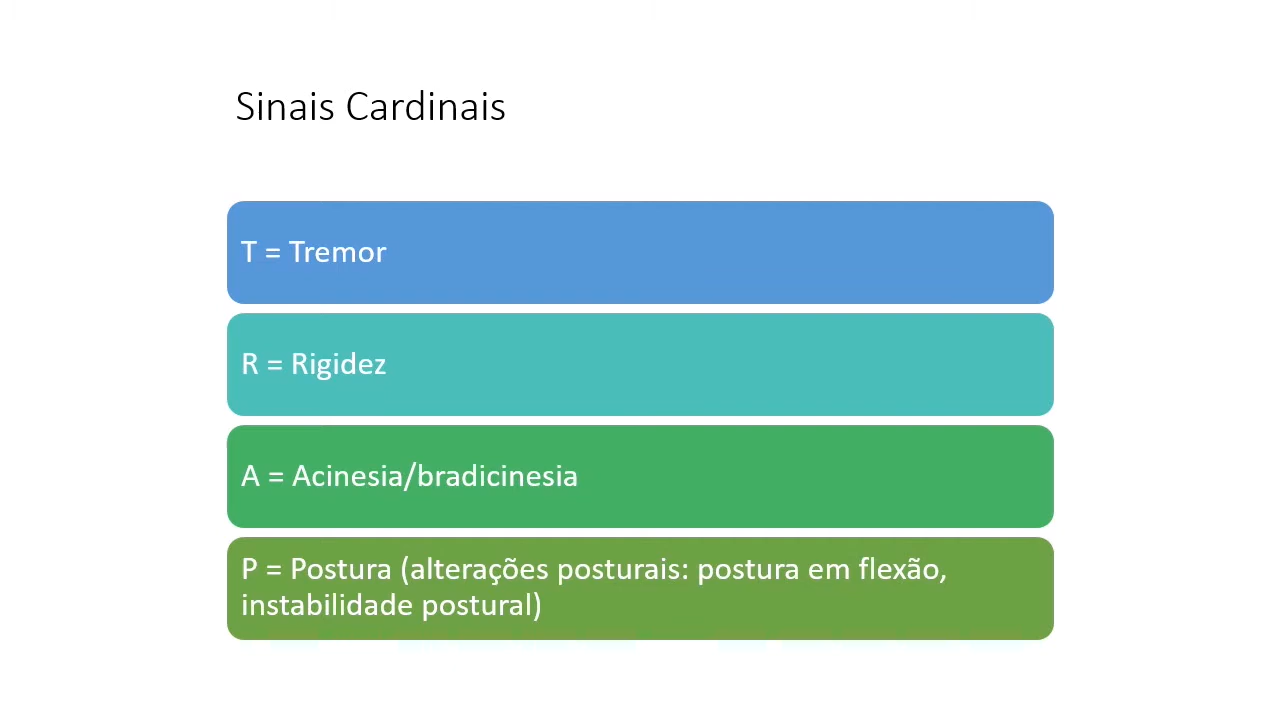 Sinais Cardinais
T = Tremor
R = Rigidez
A = Acinesia/bradicinesia
P = Postura (alterações posturais: postura em flexão,
instabilidade postural)